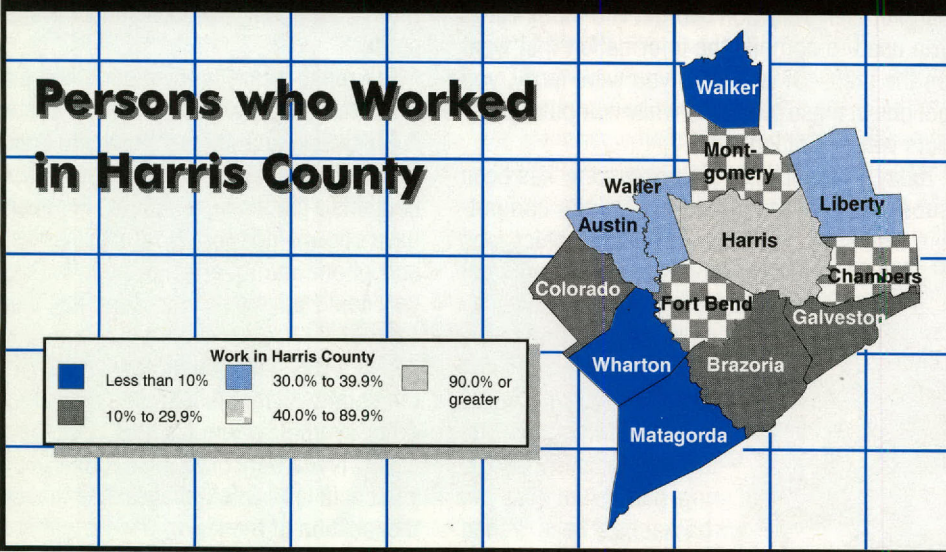 Persons who Worked
in Harris County
Walker
Mont-
gomery
Waller
Liberty
Austin
Harris
Chambers
Colorado
Fort Bend
Galveston
Wharton
Brazoria
Matagorda
Work in Harris County
Less than 10%
30.0% to 39.9%
90.0% or
greater
10% to 29.9%
40.0% to 89.9%